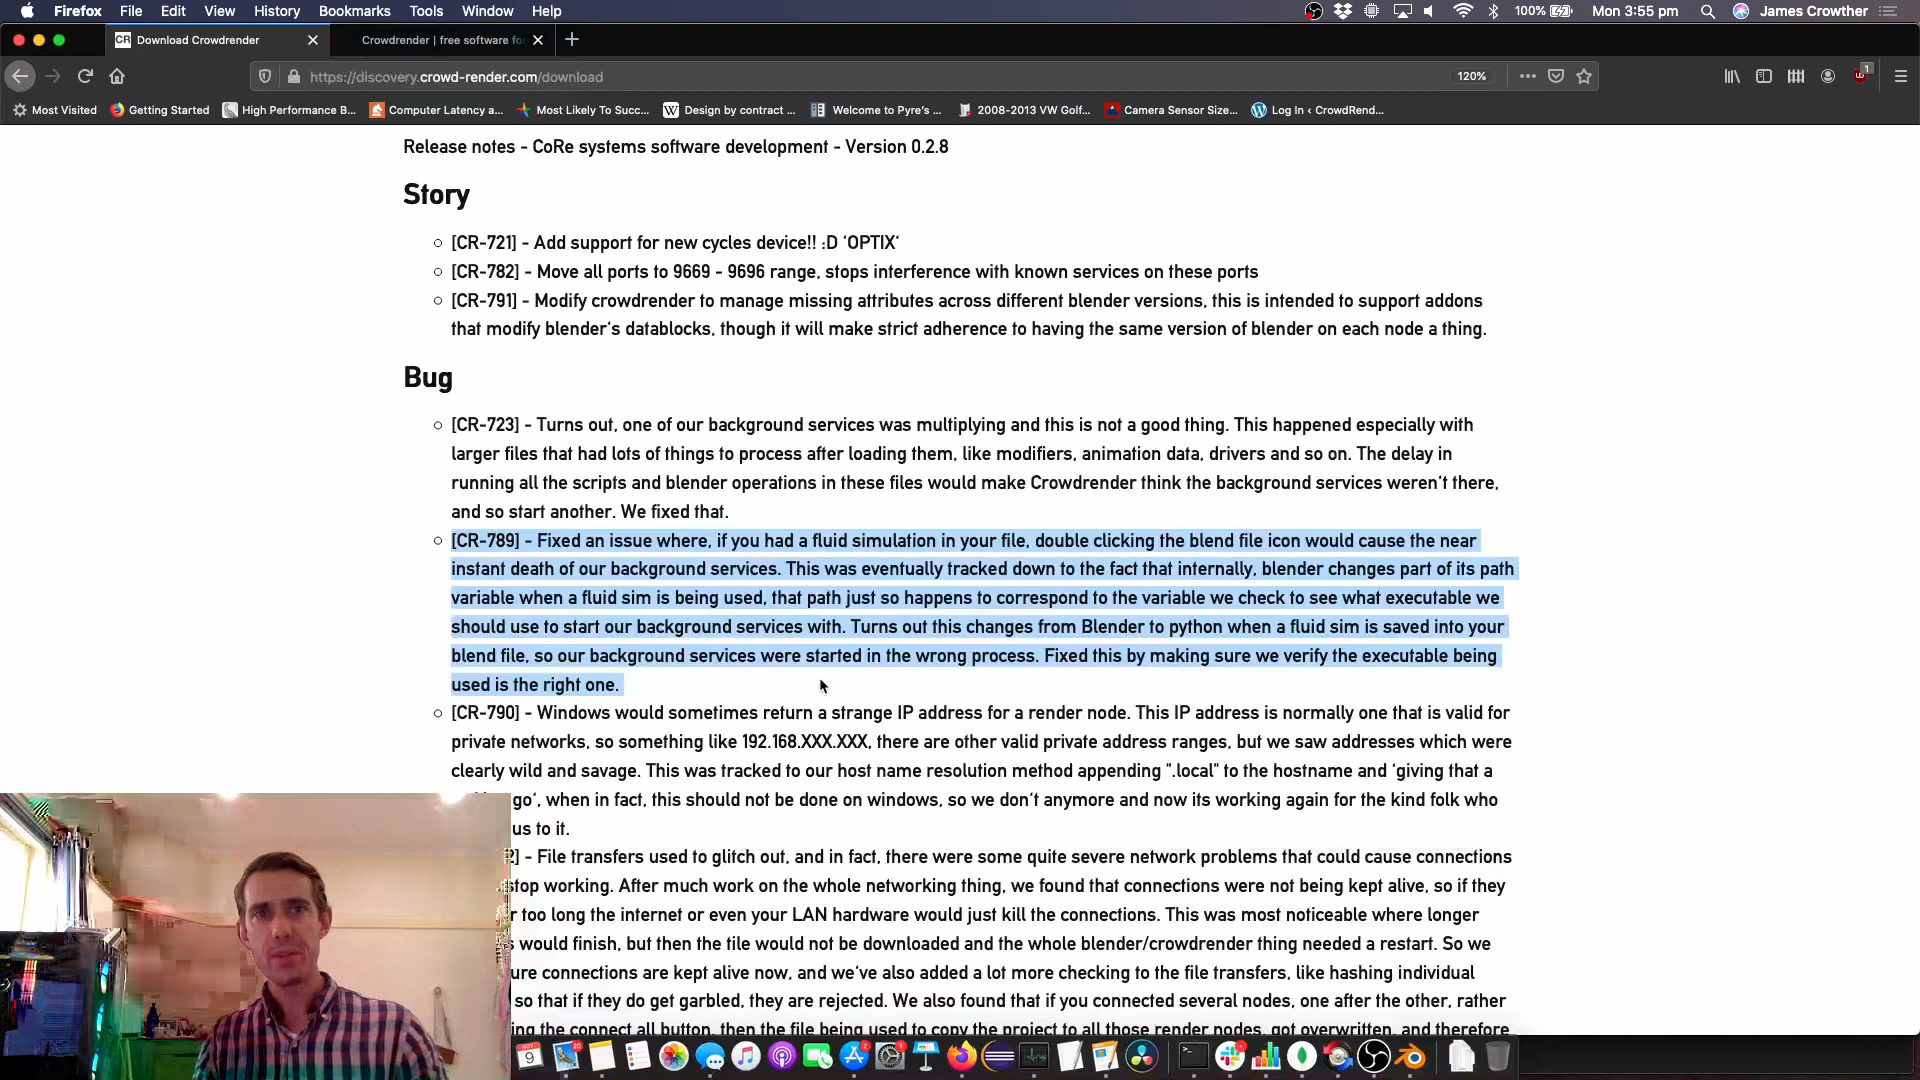 Firefox File Edit View History Bookmarks Tools Window Help 100% Mon 3:55 pm James Crowther
CR Download Crowdrender Crowdrender | free software fo
https://discovery.crowd-render.com/download 120% 1
Most Visited Getting Started High Performance B... Computer Latency a... Most Likely To Succ... Design by contract ... Welcome to Pyre's ... 2008-2013 VW Golf... Camera Sensor Size... Log In ‹ CrowdRend...
Release notes - CoRe systems software development - Version 0.2.8
Story
[CR-721] - Add support for new cycles device!! :D 'OPTIX'
[CR-782] - Move all ports to 9669 - 9696 range, stops interference with known services on these ports
[CR-791] - Modify crowdrender to manage missing attributes across different blender versions, this is intended to support addons
that modify blender's datablocks, though it will make strict adherence to having the same version of blender on each node a thing.
Bug
[CR-723] - Turns out, one of our background services was multiplying and this is not a good thing. This happened especially with
larger files that had lots of things to process after loading them, like modifiers, animation data, drivers and so on. The delay in
running all the scripts and blender operations in these files would make Crowdrender think the background services weren't there,
and so start another. We fixed that.
[CR-789] - Fixed an issue where, if you had a fluid simulation in your file, double clicking the blend file icon would cause the near
instant death of our background services. This was eventually tracked down to the fact that internally, blender changes part of its path
variable when a fluid sim is being used, that path just so happens to correspond to the variable we check to see what executable we
should use to start our background services with. Turns out this changes from Blender to python when a fluid sim is saved into your
blend file, so our background services were started in the wrong process. Fixed this by making sure we verify the executable being
used is the right one.
[CR-790] - Windows would sometimes return a strange IP address for a render node. This IP address is normally one that is valid for
private networks, so something like 192.168.XXX.XXX, there are other valid private address ranges, but we saw addresses which were
clearly wild and savage. This was tracked to our host name resolution method appending ".local" to the hostname and 'giving that a
go', when in fact, this should not be done on windows, so we don't anymore and now its working again for the kind folk who
us to it.
] - File transfers used to glitch out, and in fact, there were some quite severe network problems that could cause connections
stop working. After much work on the whole networking thing, we found that connections were not being kept alive, so if they
too long the internet or even your LAN hardware would just kill the connections. This was most noticeable where longer
would finish, but then the tile would not be downloaded and the whole blender/crowdrender thing needed a restart. So we
ure connections are kept alive now, and we've also added a lot more checking to the file transfers, like hashing individual
so that if they do get garbled, they are rejected. We also found that if you connected several nodes, one after the other, rather
ing the connect all button, then the file being used to copy the project to all those render nodes, got overwritten, and therefore